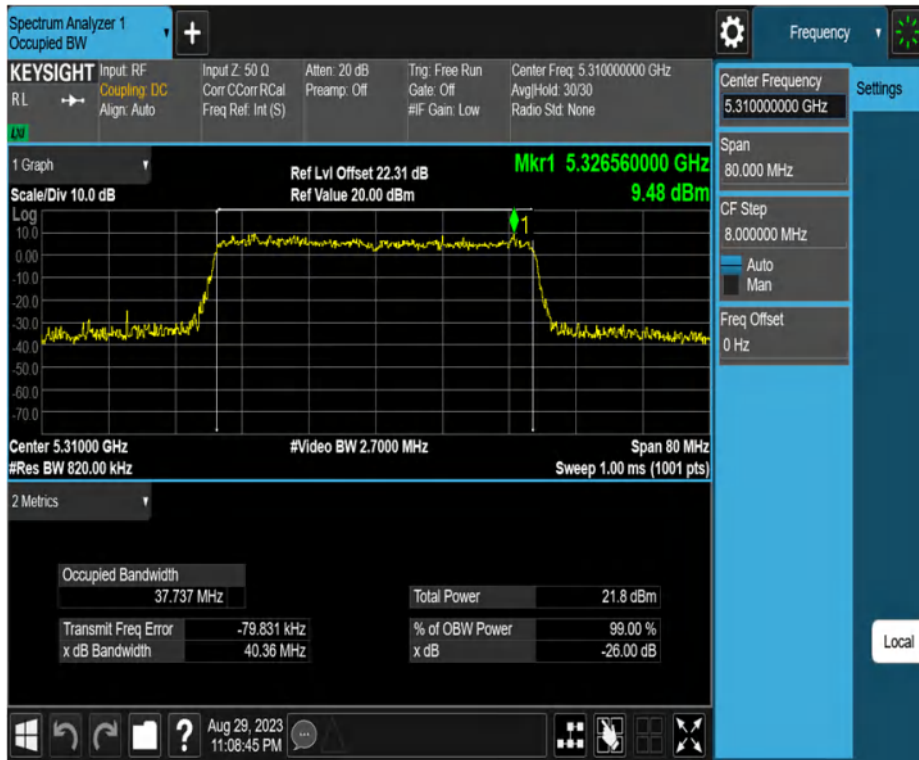 Spectrum Analyzer 1
Occupied BW
+
Frequency
KEYSIGHT
RL
LXI
Input: RF
Coupling: DC
Align: Auto
Input Z: 50 Ω
Corr CCorr RCal
Freq Ref: Int (S)
Atten: 20 dB
Preamp: Off
Trig: Free Run
Gate: Off
#IF Gain: Low
Center Freq: 5.310000000 GHz
Avg|Hold: 30/30
Radio Std: None
Center Frequency
5.310000000 GHz
Settings
Span
80.000 MHz
CF Step
8.000000 MHz
Auto
Man
Freq Offset
0 Hz
1 Graph
Scale/Div 10.0 dB
Ref Lvl Offset 22.31 dB
Ref Value 20.00 dBm
Mkr1 5.326560000 GHz
9.48 dBm
Log
10.0
0.00
-10.0
-20.0
-30.0
-40.0
-50.0
-60.0
-70.0
1
Center 5.31000 GHz
#Video BW 2.7000 MHz
Span 80 MHz
#Res BW 820.00 kHz
Sweep 1.00 ms (1001 pts)
2 Metrics
Occupied Bandwidth
37.737 MHz
Total Power 21.8 dBm
Transmit Freq Error -79.831 kHz
% of OBW Power 99.00 %
x dB Bandwidth 40.36 MHz
x dB -26.00 dB
Local
?
Aug 29, 2023
11:08:45 PM